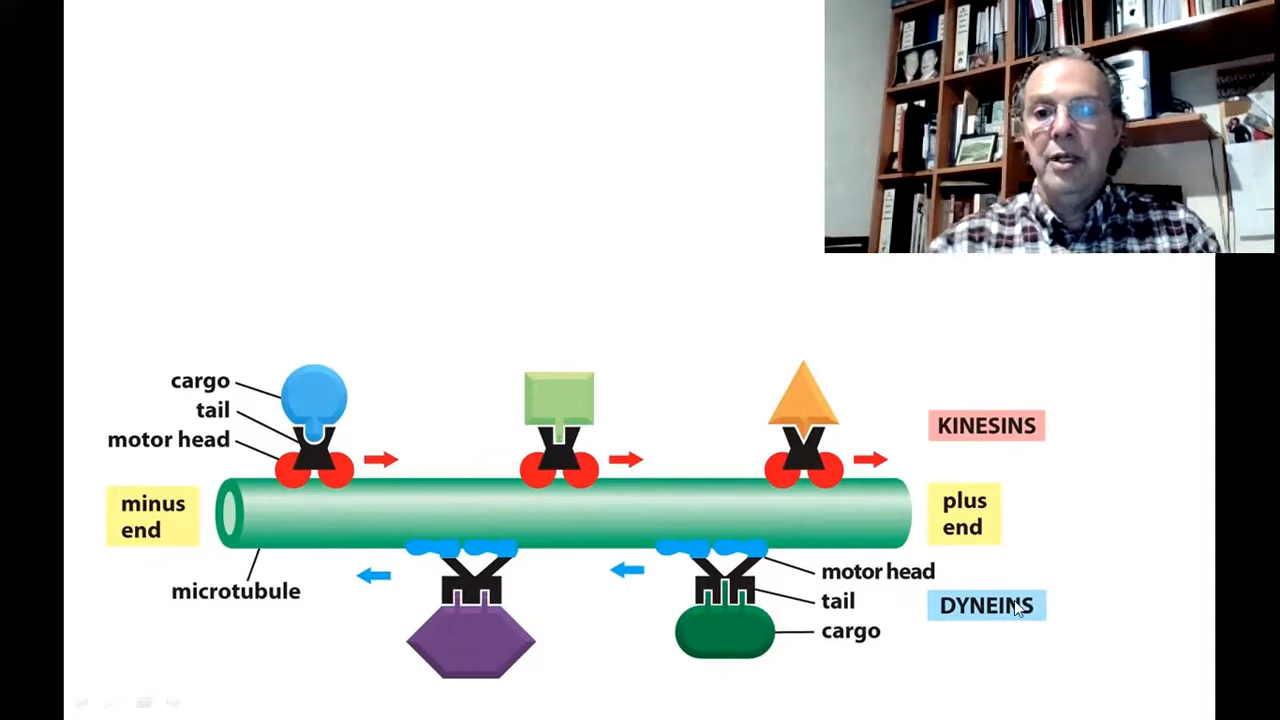 cargo
tail
motor head
KINESINS
minus
end
plus
end
microtubule
motor head
tail
cargo
DYNEINS